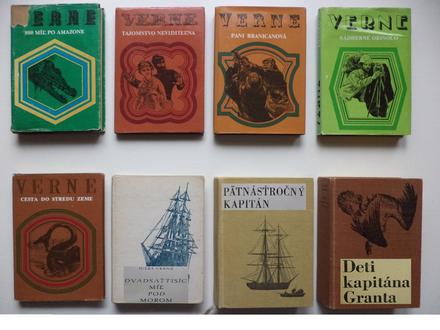 VERNE
800 MÍĽ PO AMAZONE
VERNE
TAJOMSTVO NEVIDITEĽNA
VERNE
PANI BRANICANOVÁ
VERNE
NÁDHERNÉ ORINOCO
VERNE
CESTA DO STREDU ZEME
JULES VERNE
DVADSAŤTISÍC
MÍĽ
POD
MOROM
PÄTNÁSŤROČNÝ
KAPITÁN
Deti
kapitána
Granta